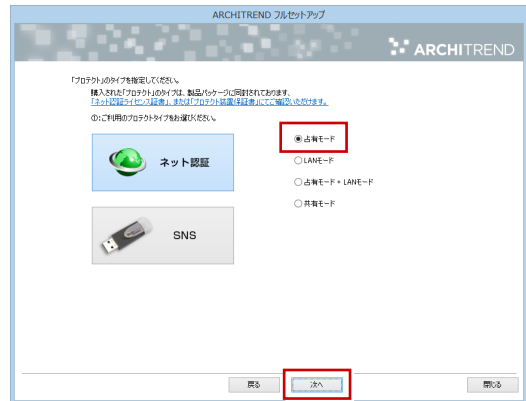 ARCHITREND フルセットアップ
ARCHITREND
「プロテクト」のタイプを指定してください。
購入された「プロテクト」のタイプは、製品パッケージに同封されております、
「ネット認証ライセンス証書」、または「プロテクト装置保証書」にてご確認いただけます。
①:ご利用のプロテクトタイプをお選びください。
ネット認証
占有モード
LANモード
占有モード + LANモード
共有モード
SNS
戻る
次へ
閉じる